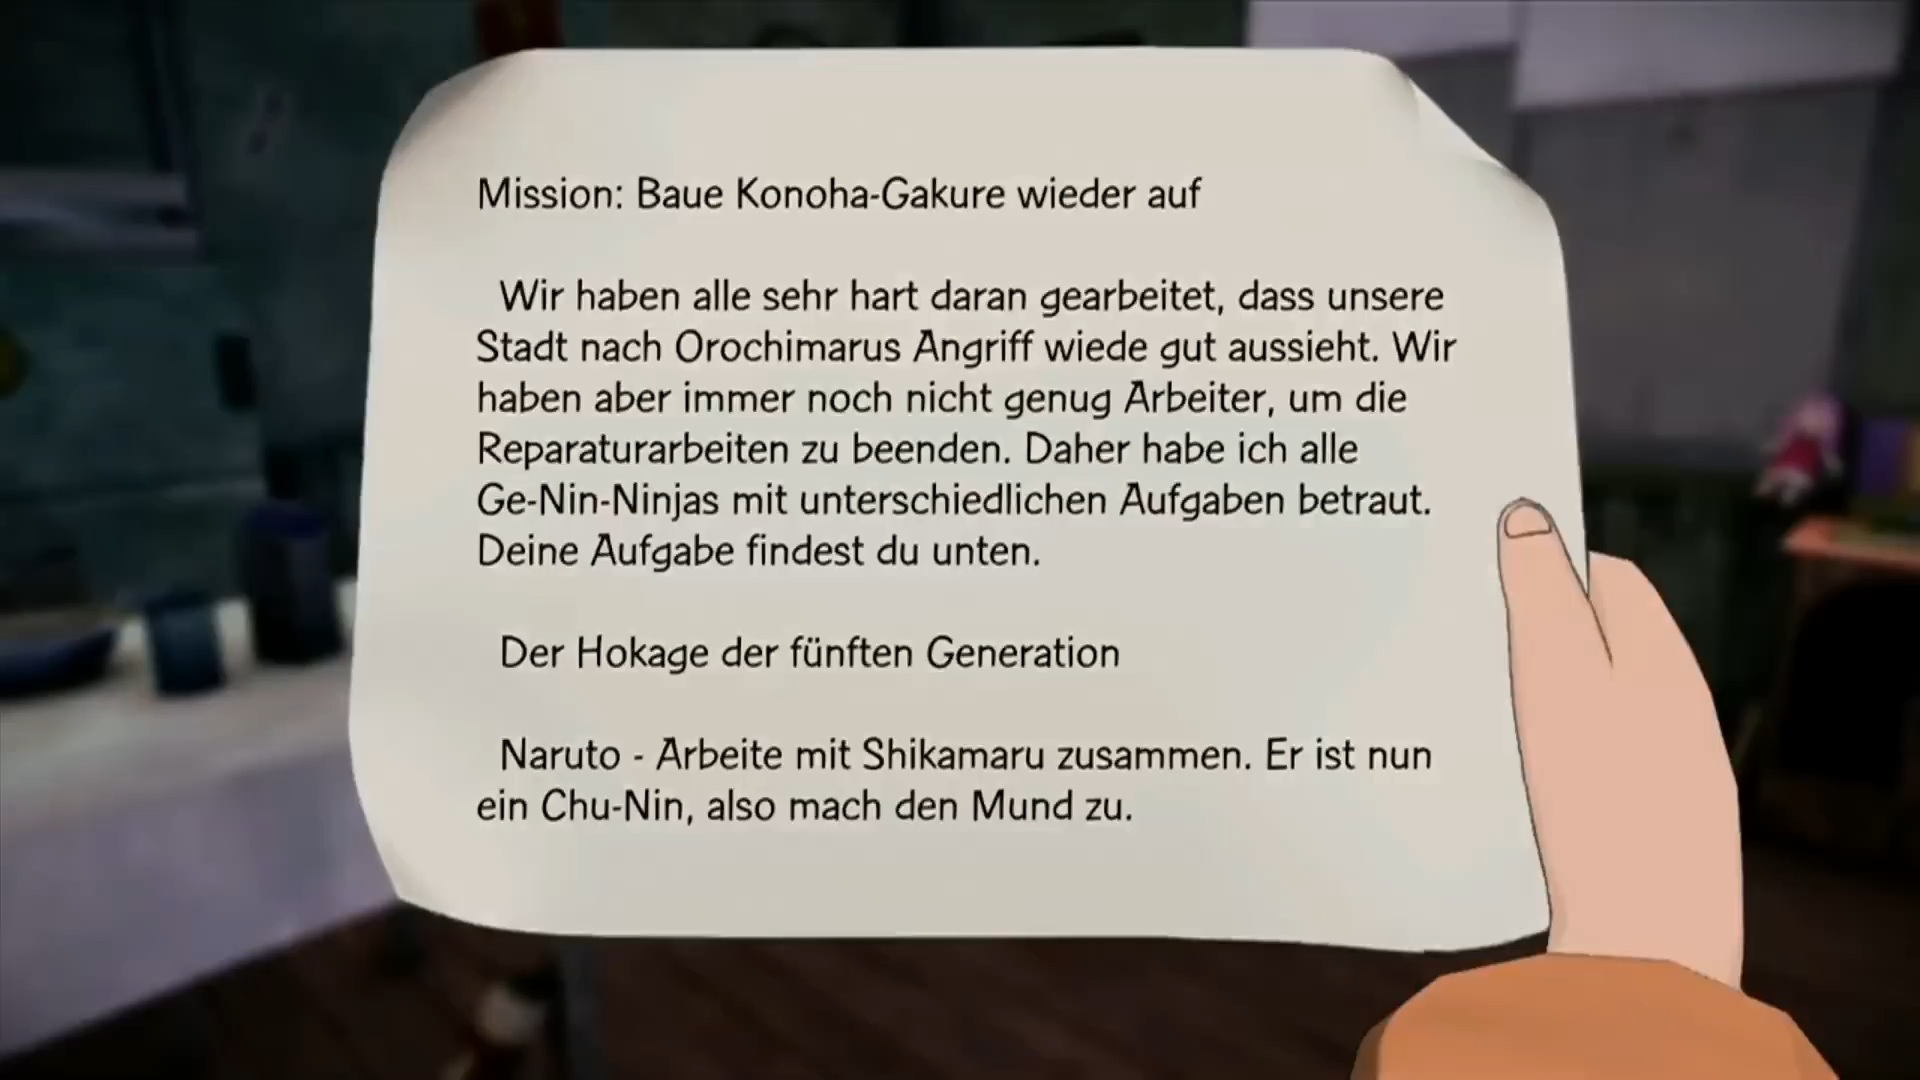 Mission: Baue Konoha-Gakure wieder auf
Wir haben alle sehr hart daran gearbeitet, dass unsere
Stadt nach Orochimarus Angriff wiede gut aussieht. Wir
haben aber immer noch nicht genug Arbeiter, um die
Reparaturarbeiten zu beenden. Daher habe ich alle
Ge-Nin-Ninjas mit unterschiedlichen Aufgaben betraut.
Deine Aufgabe findest du unten.
Der Hokage der fünften Generation
Naruto - Arbeite mit Shikamaru zusammen. Er ist nun
ein Chu-Nin, also mach den Mund zu.